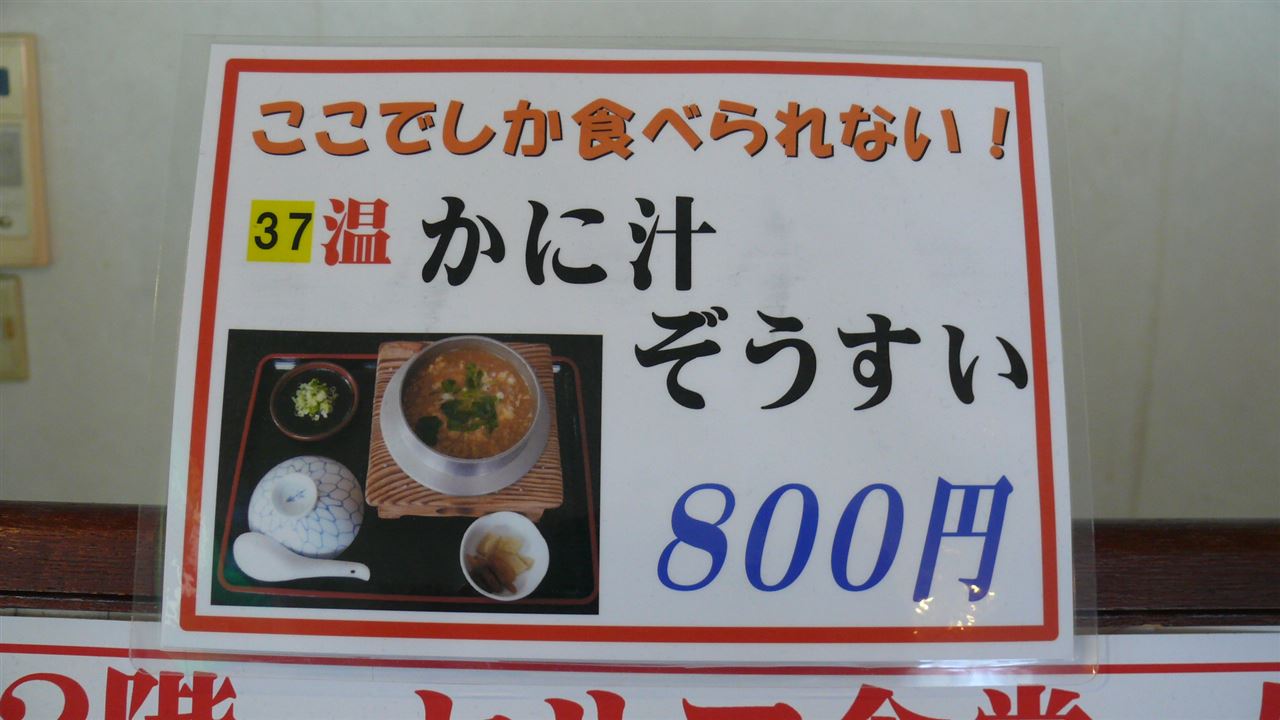 ここでしか食べられない!
37 温 かに汁
ぞうすい
800円